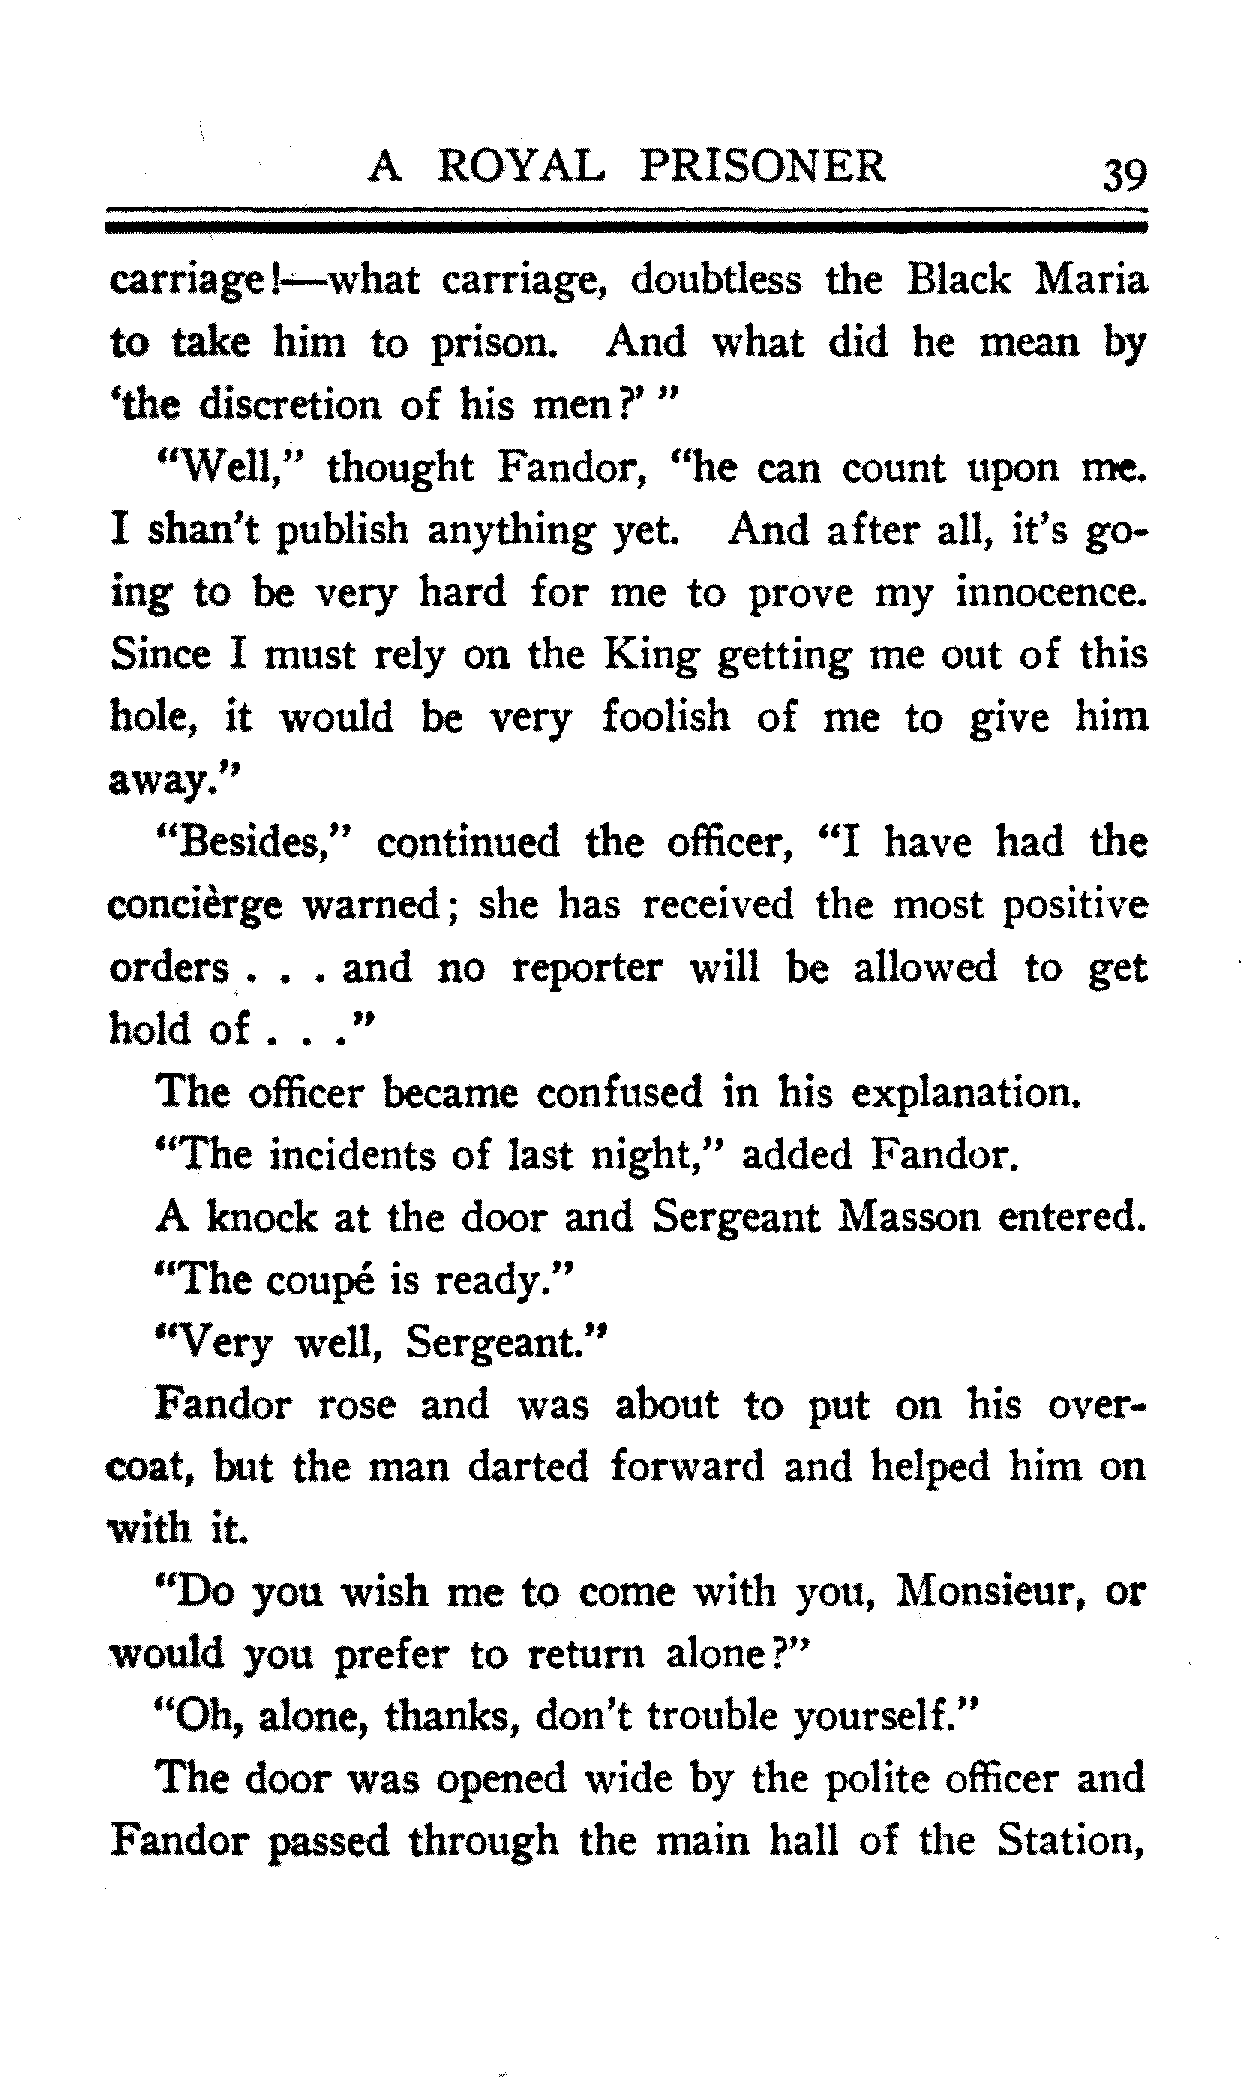 A ROYAL PRISONER 39
carriage!—what carriage, doubtless the Black Maria
to take him to prison. And what did he mean by
‘the discretion of his men?’ ”
“Well,” thought Fandor, “he can count upon me.
I shan't publish anything yet. And after all, it's go-
ing to be very hard for me to prove my innocence.
Since I must rely on the King getting me out of this
hole, it would be very foolish of me to give him
away.”
“Besides,” continued the officer, “I have had the
concièrge warned; she has received the most positive
orders . . . and no reporter will be allowed to get
hold of . . .”
The officer became confused in his explanation.
“The incidents of last night,” added Fandor.
A knock at the door and Sergeant Masson entered.
“The coupé is ready.”
“Very well, Sergeant.”
Fandor rose and was about to put on his over-
coat, but the man darted forward and helped him on
with it.
“Do you wish me to come with you, Monsieur, or
would you prefer to return alone?”
“Oh, alone, thanks, don't trouble yourself.”
The door was opened wide by the polite officer and
Fandor passed through the main hall of the Station,